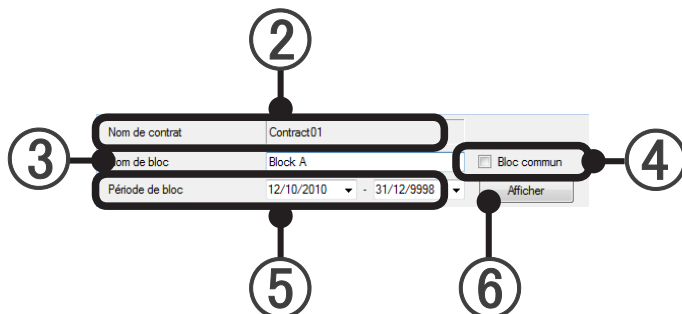 ②
Nom de contrat Contract01
③ Nom de bloc Block A Bloc commun ④
Période de bloc 12/10/2010 - 31/12/9998 Afficher
⑤ ⑥